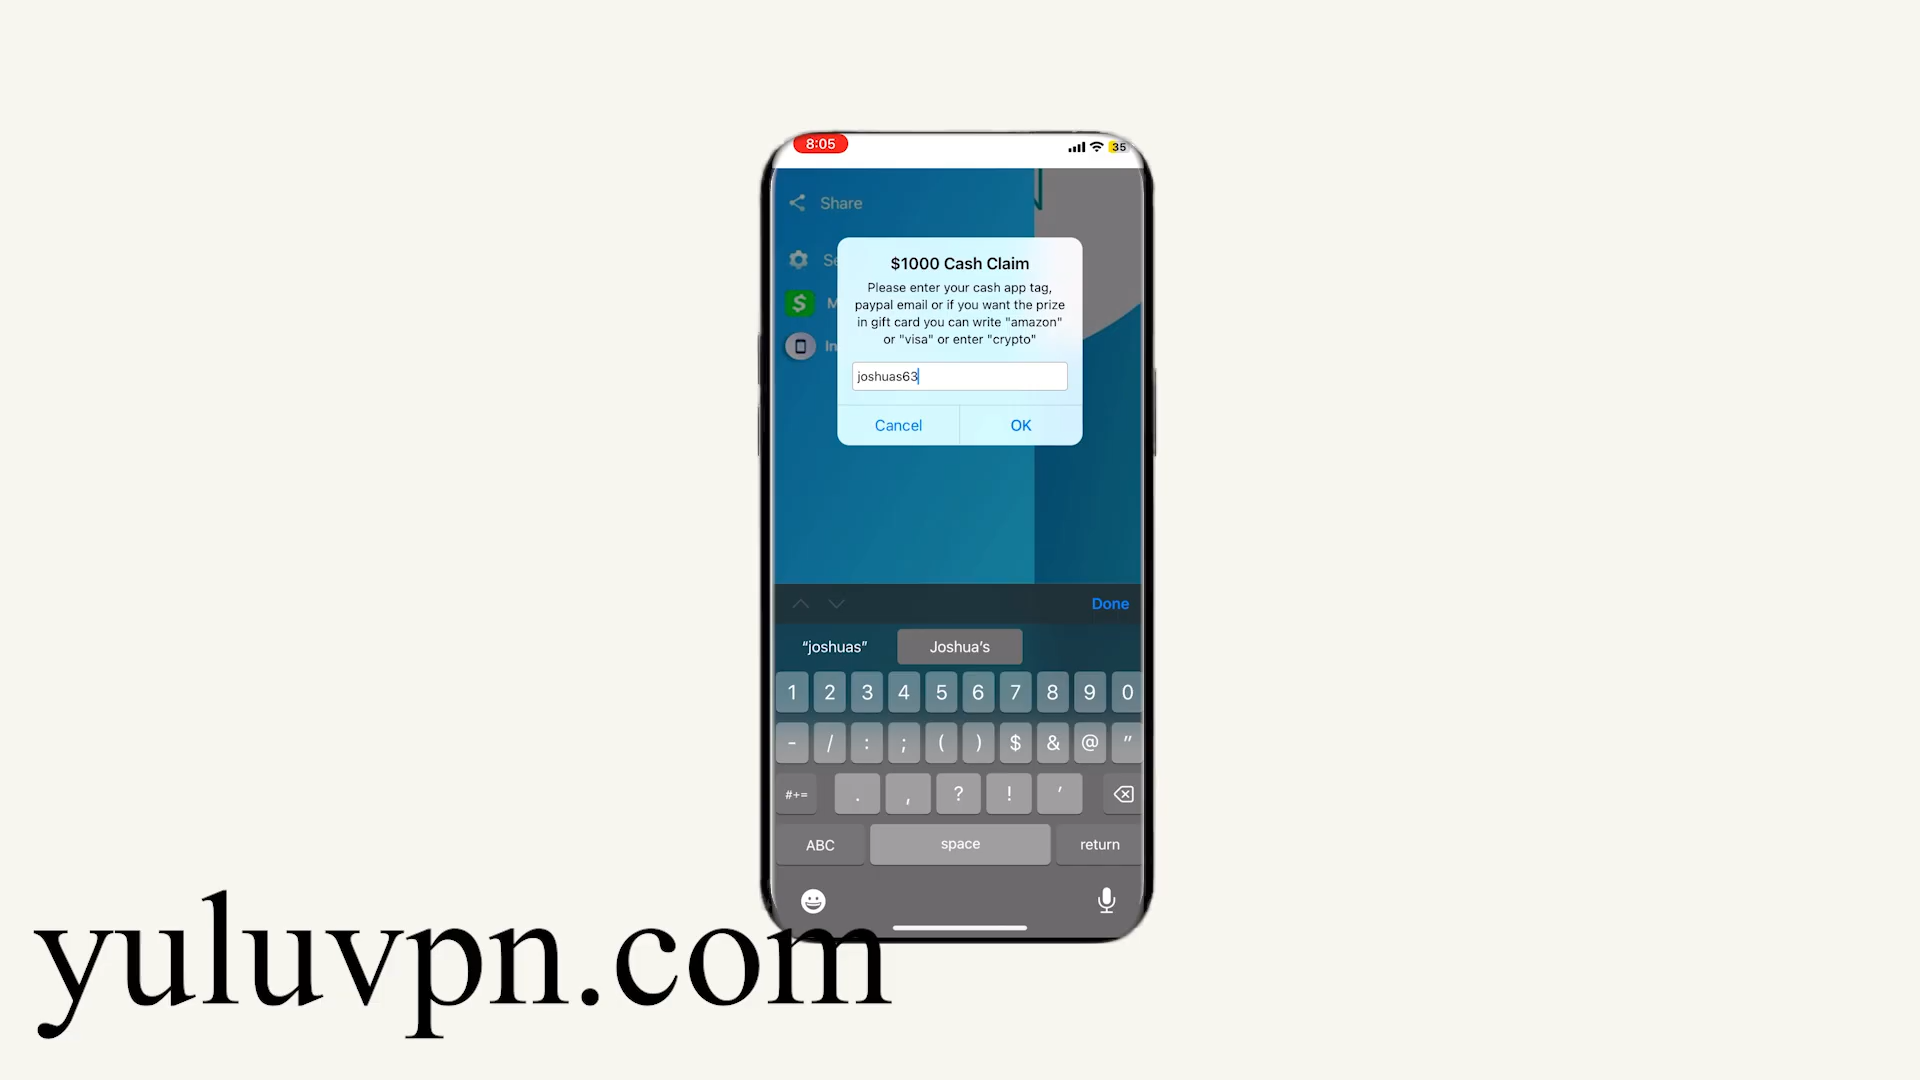 8:05
35
Share
Se
$1000 Cash Claim
Please enter your cash app tag,
paypal email or if you want the prize
in gift card you can write "amazon"
or "visa" or enter "crypto"
M
In
joshuas63
Cancel
OK
Done
“joshuas”
Joshua’s
1 2 3 4 5 6 7 8 9 0
- / : ; ( ) $ & @ ”
#+= . , ? ! ’
ABC
space
return
yuluvpn.com